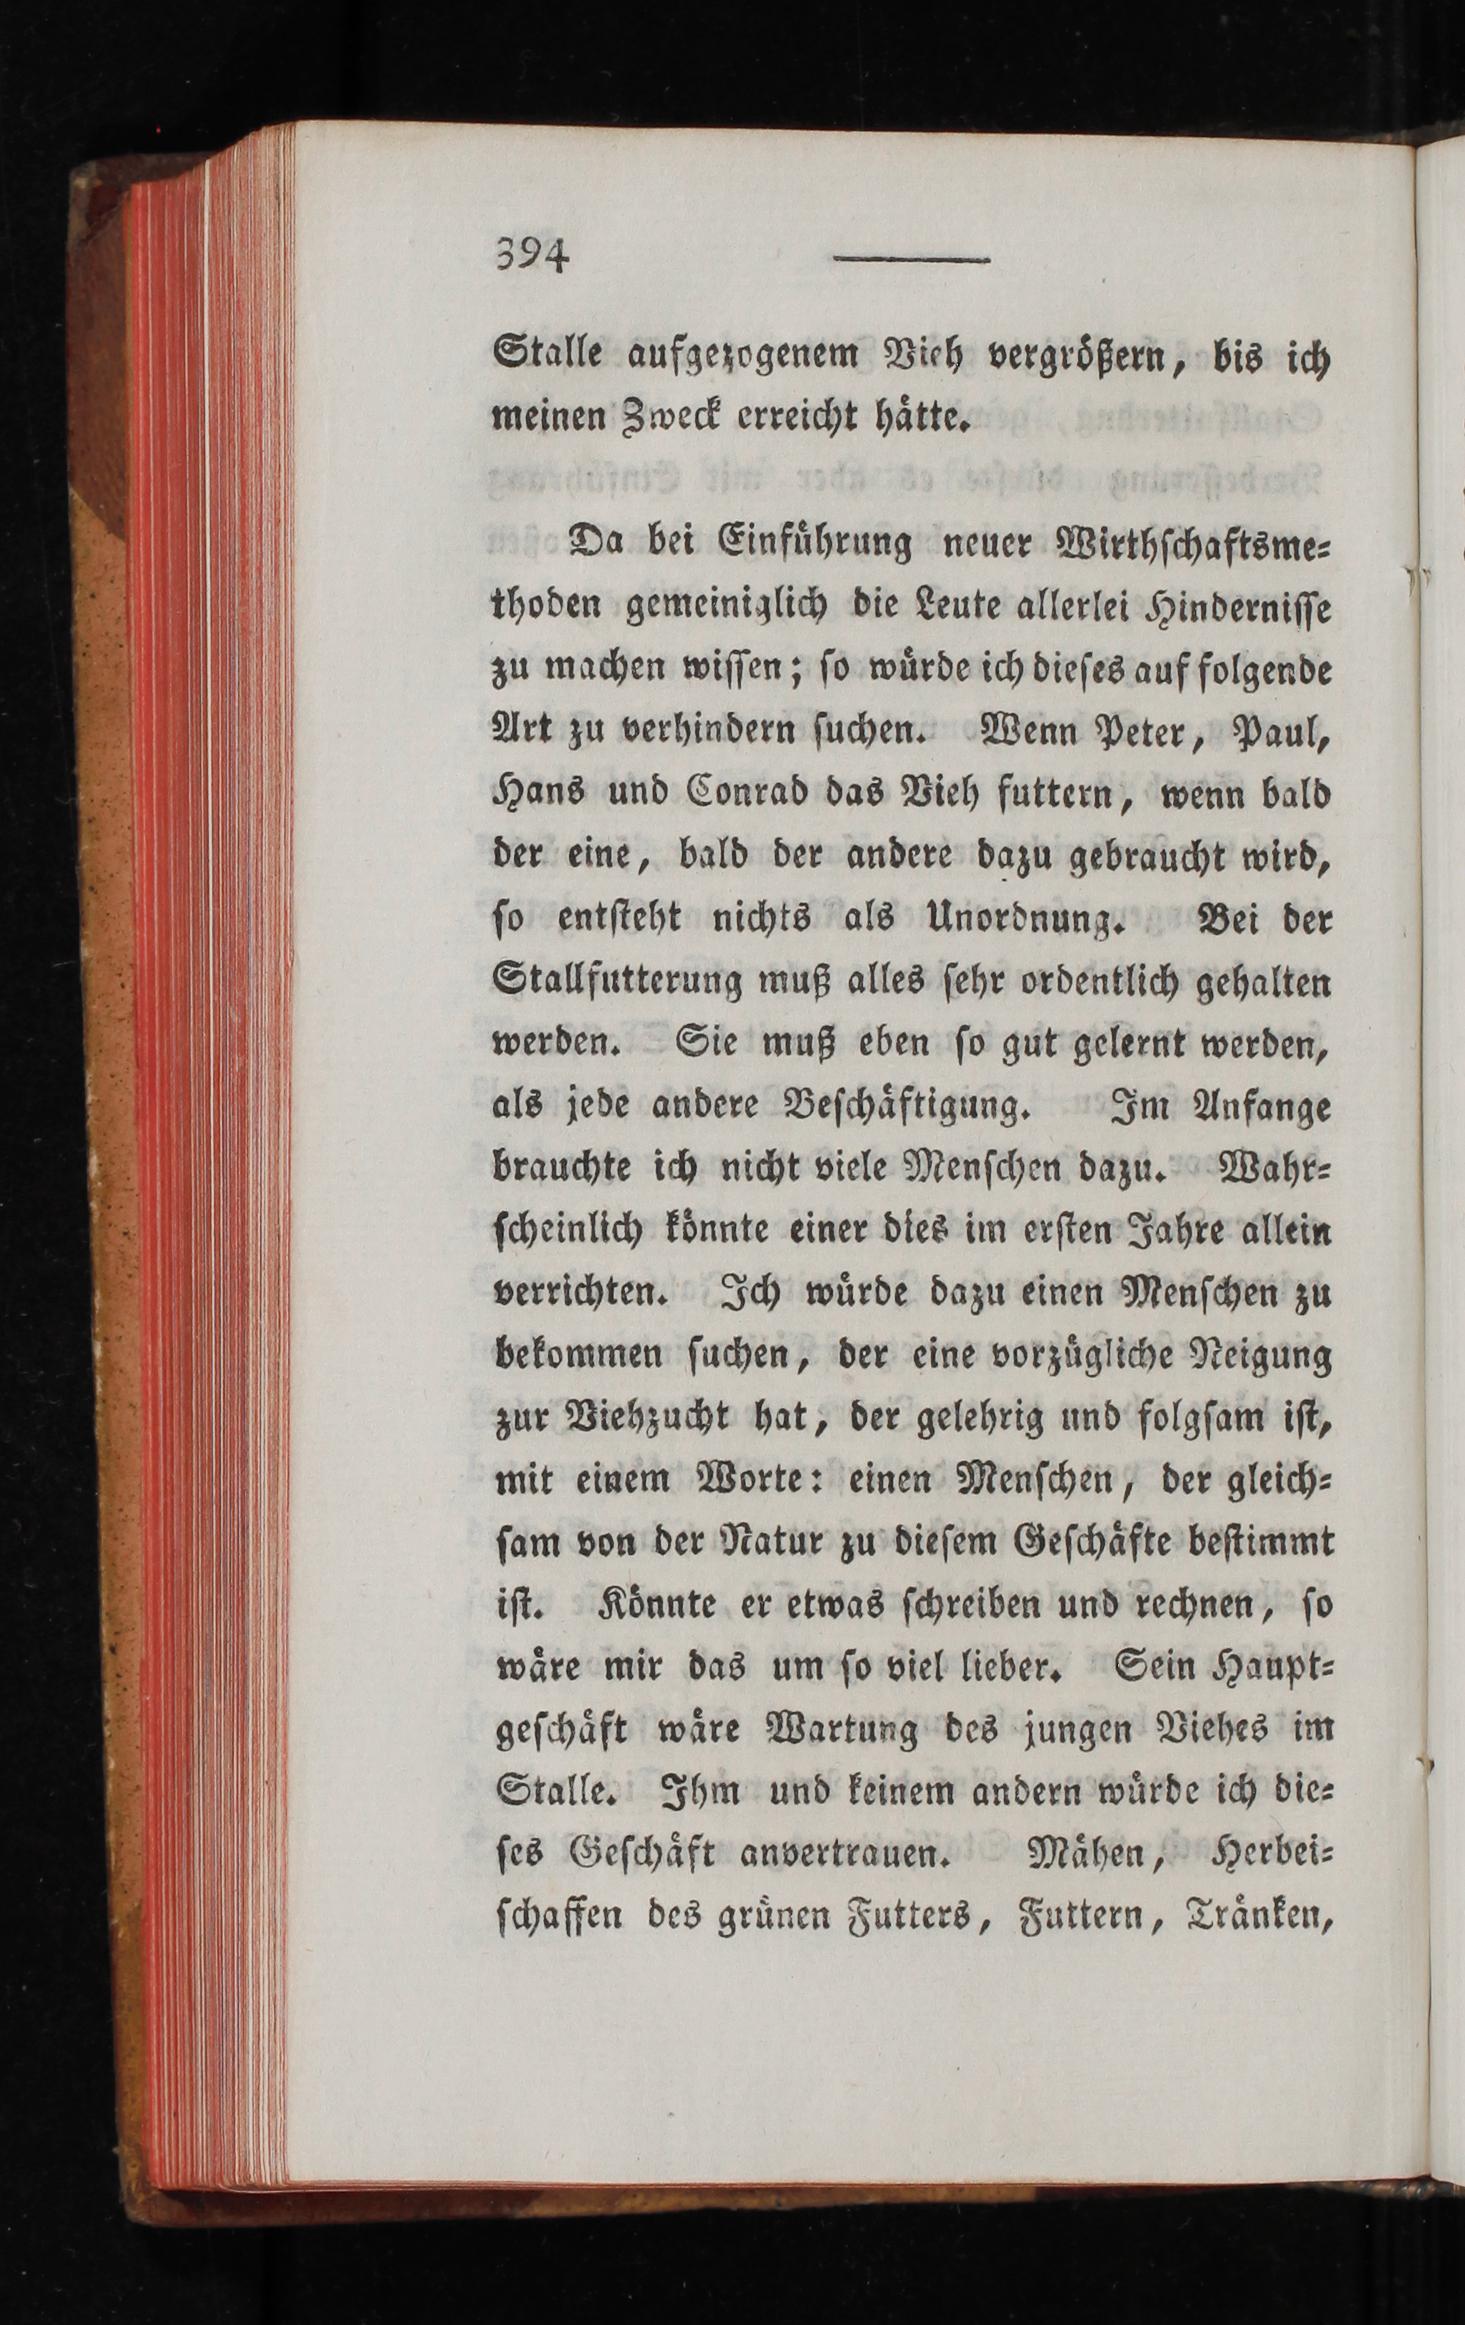 394
Stalle aufgezogenem Vieh vergrößern, bis ich
meinen Zweck erreicht hätte.
Da bei Einführung neuer Wirthſchaftsme⸗
thoden gemeiniglich die Leute allerlei Hinderniſſe
zu machen wiſſen; ſo würde ich dieſes auf folgende
Art zu verhindern ſuchen. Wenn Peter, Paul,
Hans und Conrad das Vieh futtern, wenn bald
der eine, bald der andere dazu gebraucht wird,
ſo entſteht nichts als Unordnung. Bei der
Stallfutterung muß alles ſehr ordentlich gehalten
werden. Sie muß eben ſo gut gelernt werden,
als jede andere Beſchäftigung. Im Anfange
brauchte ich nicht viele Menſchen dazu. Wahr⸗
ſcheinlich könnte einer dies im erſten Jahre allein
verrichten. Ich würde dazu einen Menſchen zu
bekommen ſuchen, der eine vorzügliche Neigung
zur Viehzucht hat, der gelehrig und folgſam iſt,
mit einem Worte: einen Menſchen, der gleich⸗
ſam von der Natur zu dieſem Geſchäfte beſtimmt
iſt. Könnte er etwas ſchreiben und rechnen, ſo
wäre mir das um ſo viel lieber. Sein Haupt⸗
geſchäft wäre Wartung des jungen Viehes im
Stalle. Ihm und keinem andern würde ich die⸗
ſes Geſchäft anvertrauen. Mähen, Herbei⸗
ſchaffen des grünen Futters, Futtern, Tränken,